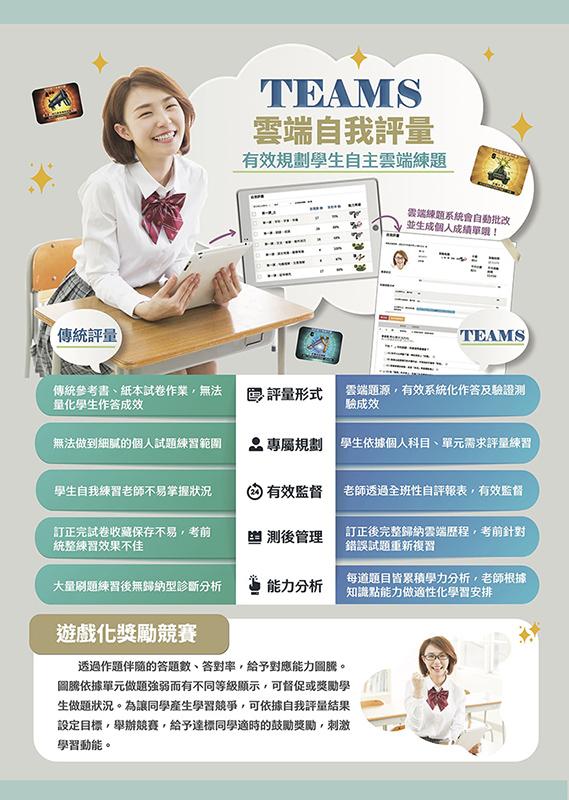 TEAMS
雲端自我評量
有效規劃學生自主雲端練題
雲端練題系統會自動批改
並生成個人成績單哦！
傳統評量
TEAMS
傳統參考書、紙本試卷作業，無法
量化學生作答成效
評量形式
雲端題源，有效系統化作答及驗證測
驗成效
無法做到細膩的個人試題練習範圍
專屬規劃
學生依據個人科目、單元需求評量練習
學生自我練習老師不易掌握狀況
24
有效監督
老師透過全班性自評報表，有效監督
訂正完試卷收藏保存不易，考前
統整練習效果不佳
測後管理
訂正後完整歸納雲端歷程，考前針對
錯誤試題重新複習
大量刷題練習後無歸納型診斷分析
能力分析
每道題目皆累積學力分析，老師根據
知識點能力做適性化學習安排
遊戲化獎勵競賽
透過作題伴隨的答題數、答對率，給予對應能力圖騰。
圖騰依據單元做題強弱而有不同等級顯示，可督促或獎勵學
生做題狀況。為讓同學產生學習競爭，可依據自我評量結果
設定目標，舉辦競賽，給予達標同學適時的鼓勵獎勵，刺激
學習動能。